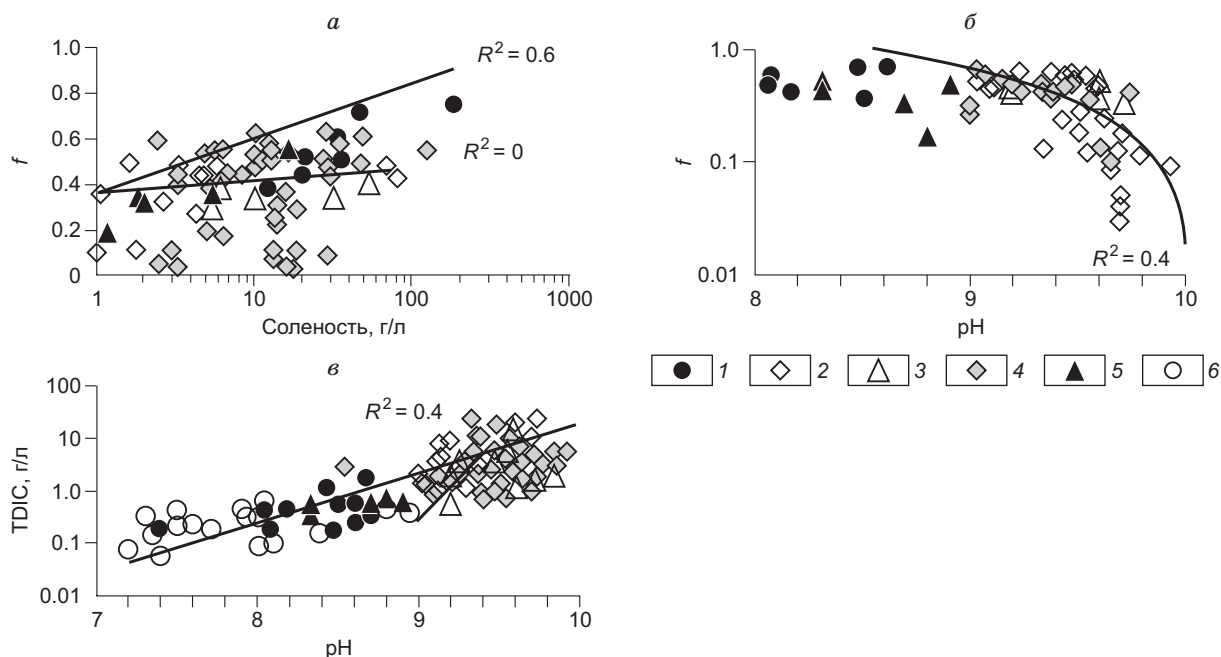 а
f
1.0
0.8
0.6
0.4
0.2
0
R² = 0.6
R² = 0
1 10 100 1000
Соленость, г/л
б
f
1.0
0.1
0.01
R² = 0.4
8 9 10
pH
1 2 3 4 5 6
в
TDIC, г/л
100
10
1.0
0.1
0.01
R² = 0.4
7 8 9 10
pH